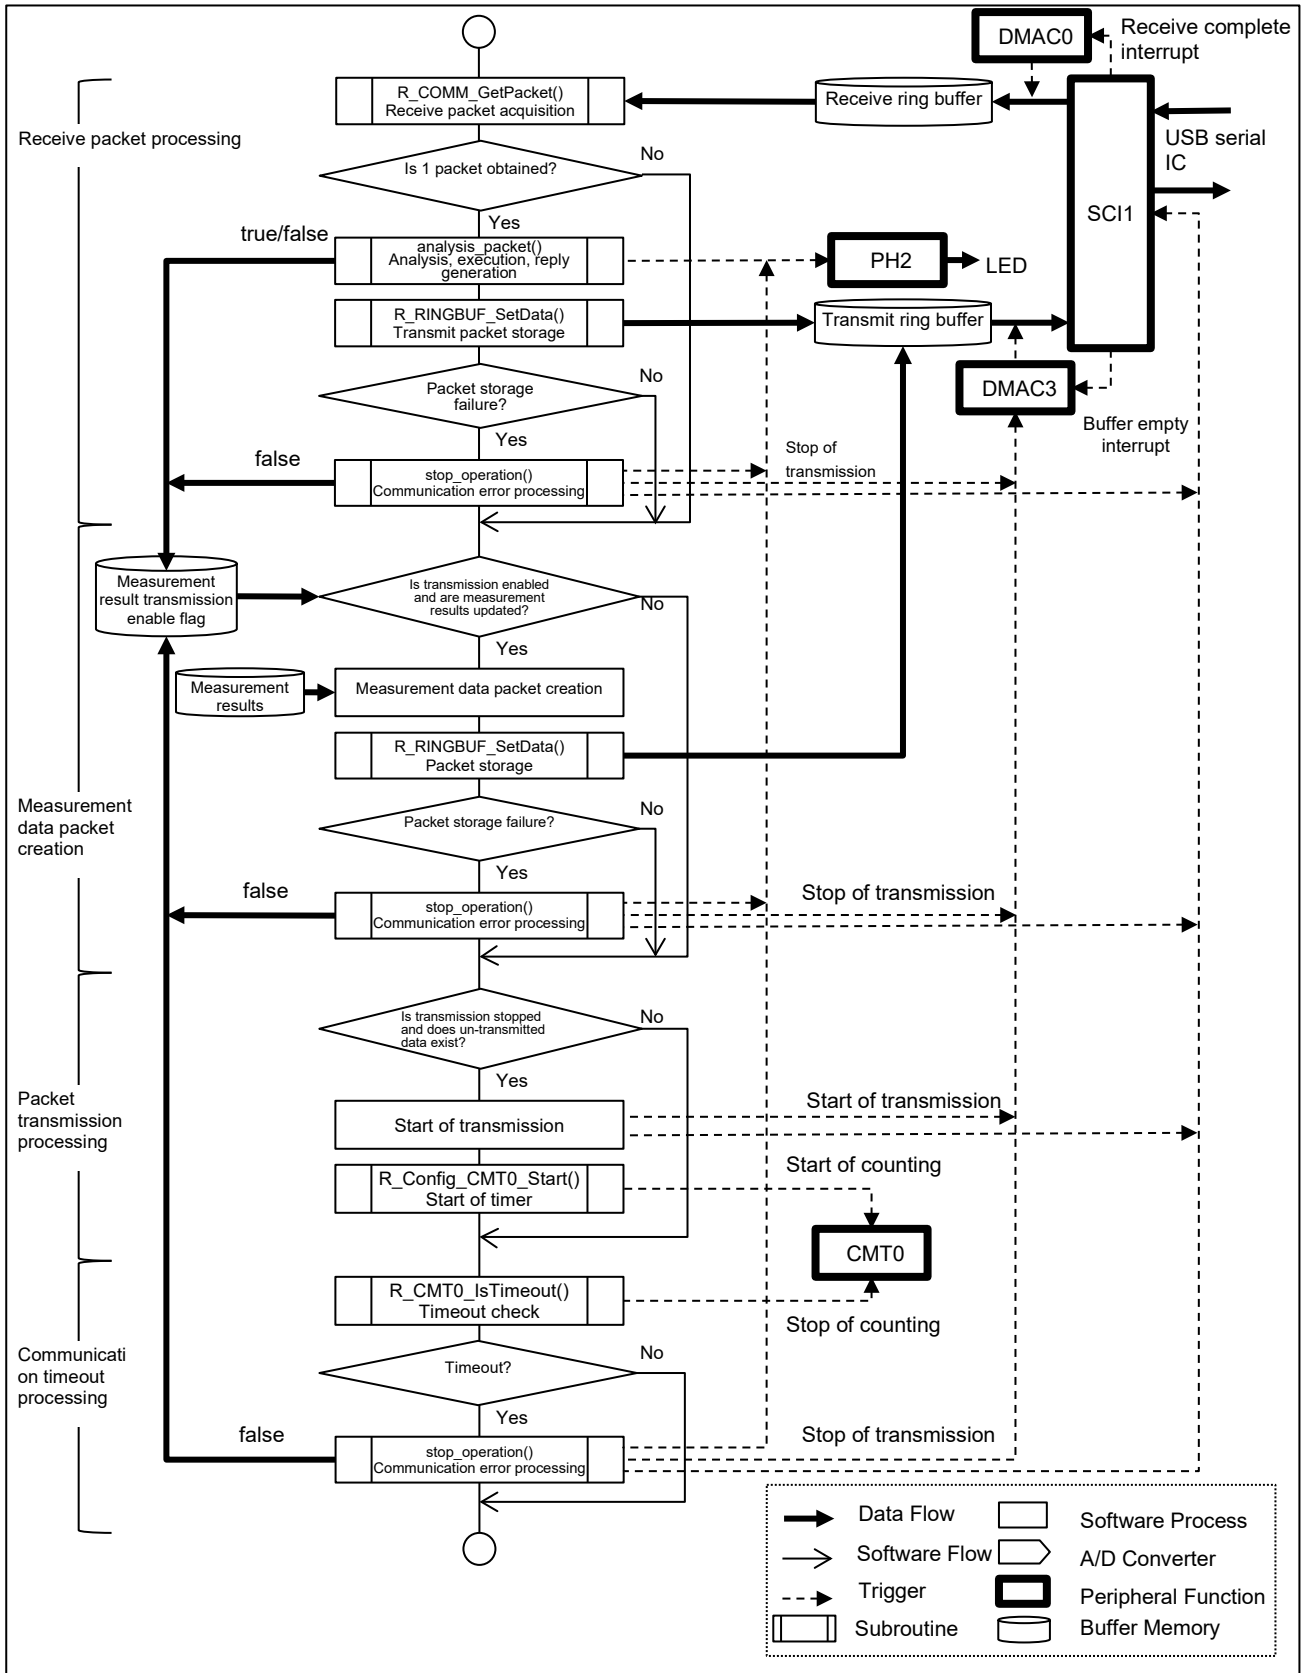 DMAC0
Receive complete
interrupt
R_COMM_GetPacket()
Receive packet acquisition
Receive ring buffer
Receive packet processing
USB serial
IC
Is 1 packet obtained?
No
Yes
SCI1
true/false
analysis_packet()
Analysis, execution, reply
generation
PH2
LED
R_RINGBUF_SetData()
Transmit packet storage
Transmit ring buffer
Packet storage
failure?
No
DMAC3
Yes
Buffer empty
interrupt
Stop of
transmission
false
stop_operation()
Communication error processing
Measurement
result transmission
enable flag
Is transmission enabled
and are measurement
results updated?
No
Yes
Measurement
results
Measurement data packet creation
R_RINGBUF_SetData()
Packet storage
Measurement
data packet
creation
Packet storage failure?
No
Yes
false
stop_operation()
Communication error processing
Stop of transmission
Is transmission stopped
and does un-transmitted
data exist?
No
Yes
Packet
transmission
processing
Start of transmission
Start of transmission
Start of counting
R_Config_CMT0_Start()
Start of timer
CMT0
R_CMT0_IsTimeout()
Timeout check
Stop of counting
Communicati
on timeout
processing
Timeout?
No
Yes
false
stop_operation()
Communication error processing
Stop of transmission
Data Flow
Software Process
Software Flow
A/D Converter
Trigger
Peripheral Function
Subroutine
Buffer Memory